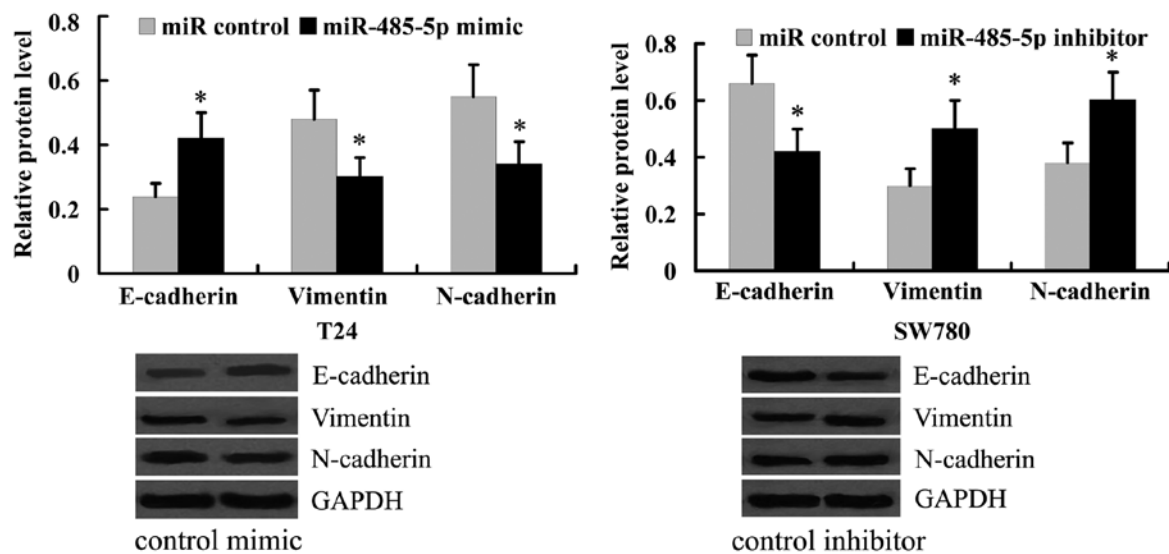 miR control miR-485-5p mimic
Relative protein level
0.8
0.6
0.4
0.2
0
*
*
*
E-cadherin Vimentin N-cadherin
T24
E-cadherin
Vimentin
N-cadherin
GAPDH
control mimic
miR control miR-485-5p inhibitor
Relative protein level
0.8
0.6
0.4
0.2
0
*
*
*
E-cadherin Vimentin N-cadherin
SW780
E-cadherin
Vimentin
N-cadherin
GAPDH
control inhibitor